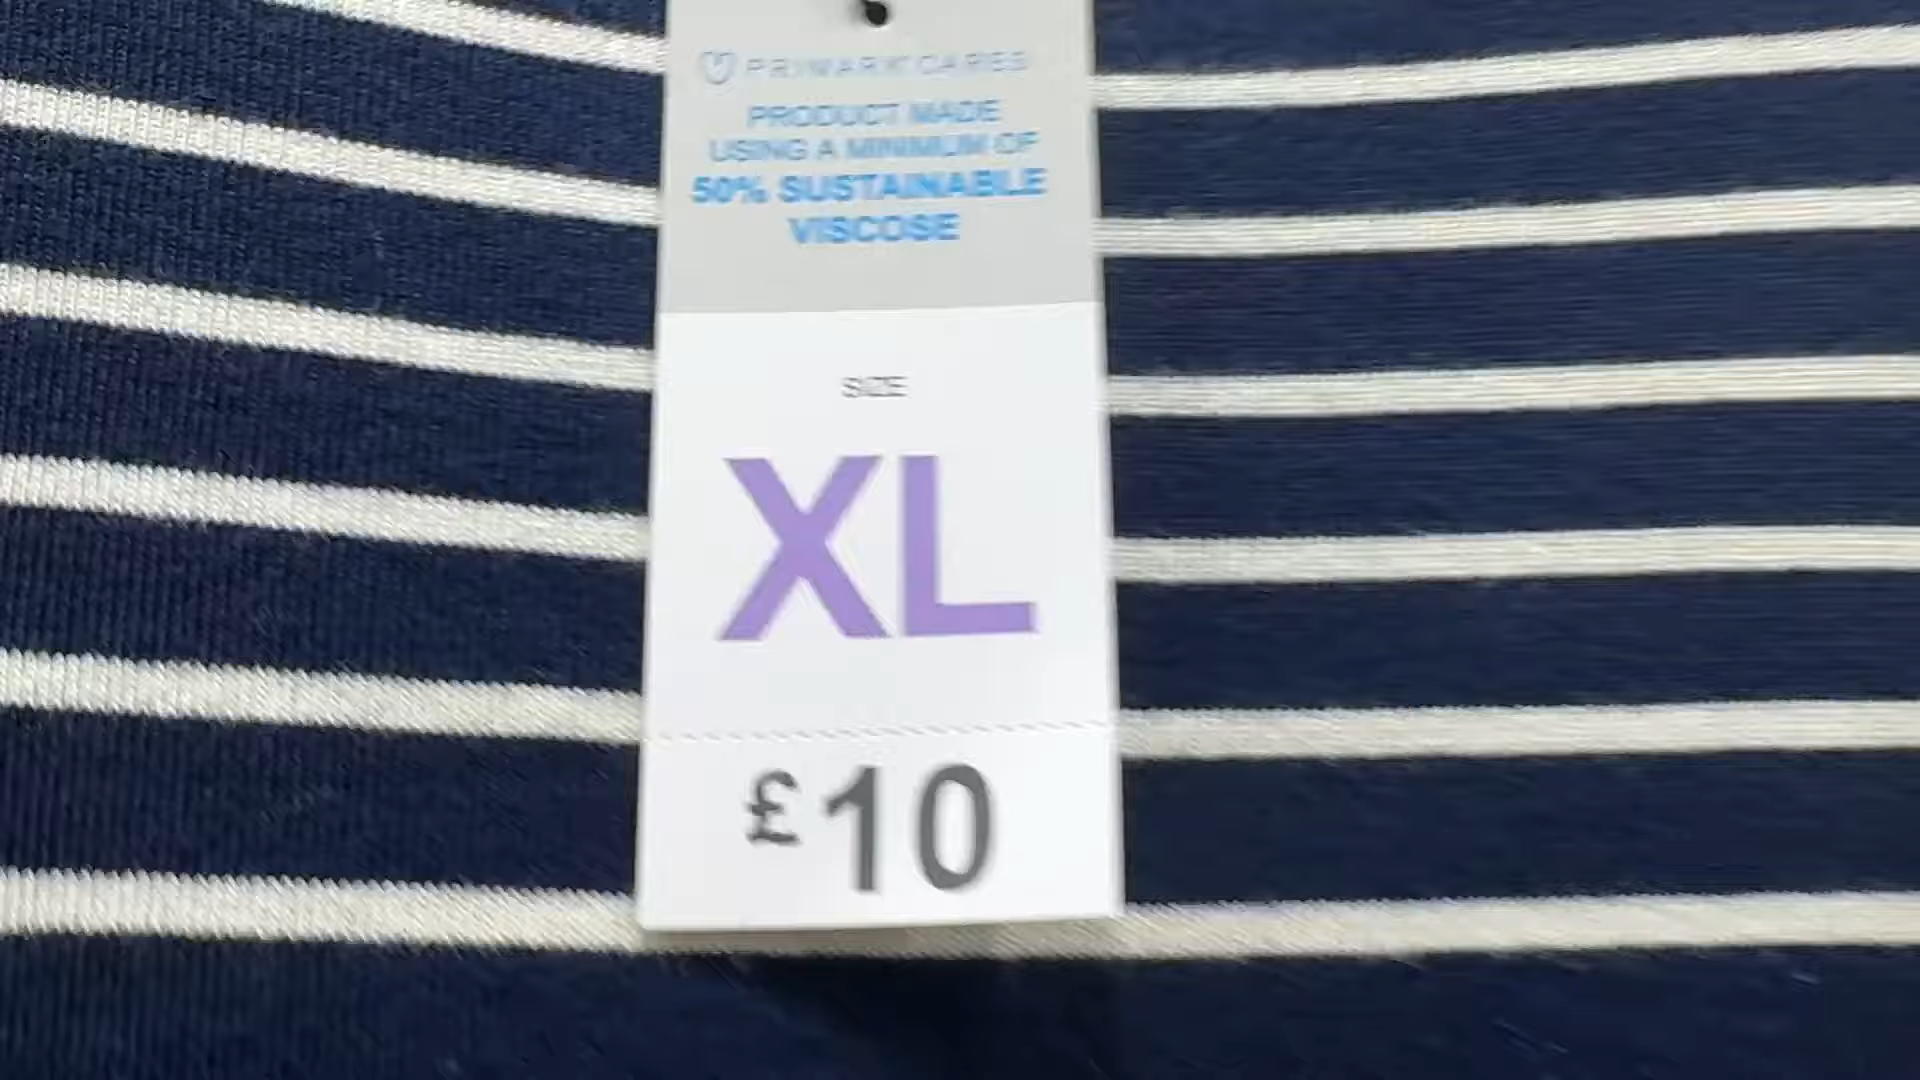 PRIMARK CARES
PRODUCT MADE
USING A MINIMUM OF
50% SUSTAINABLE
VISCOSE
SIZE
XL
£10